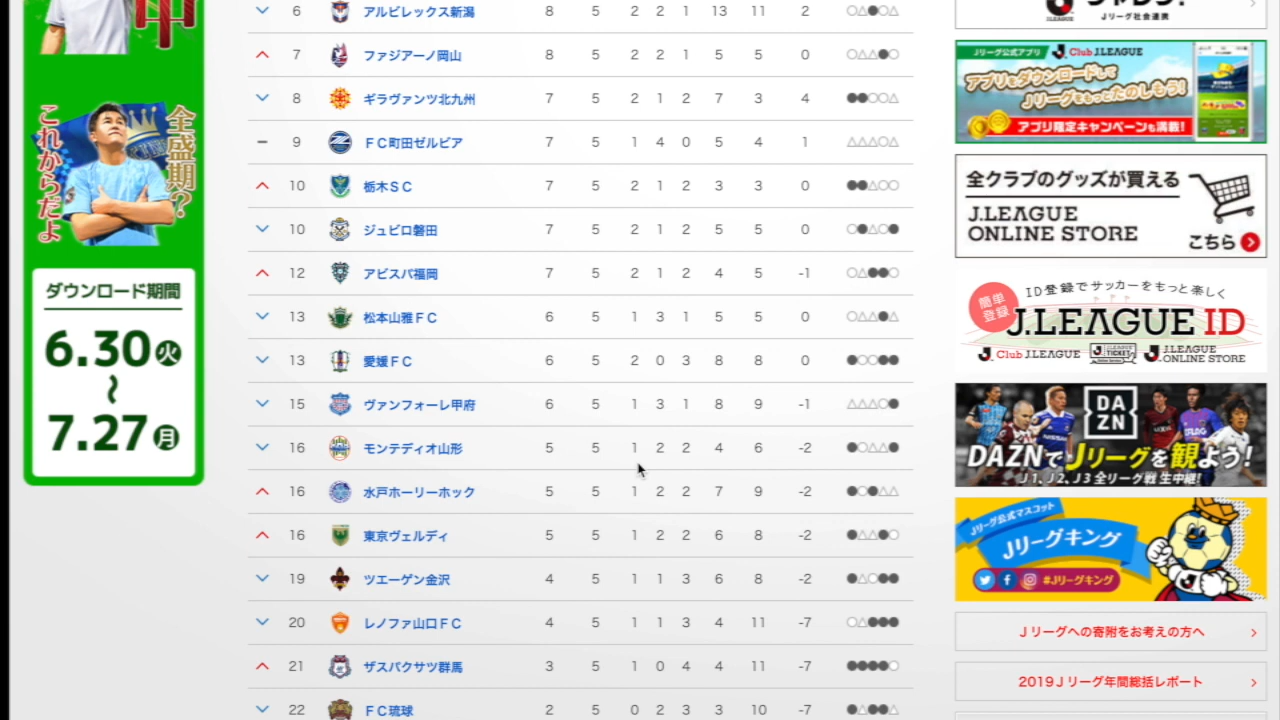 6 アルビレックス新潟 8 5 2 2 1 13 11 2 ○△●○△
7 ファジアーノ岡山 8 5 2 2 1 5 5 0 ○△△●○
8 ギラヴァンツ北九州 7 5 2 1 2 7 3 4 ●●○○△
9 ＦＣ町田ゼルビア 7 5 1 4 0 5 4 1 △△△○△
10 栃木ＳＣ 7 5 2 1 2 3 3 0 ●●△○○
ジュビロ磐田 7 5 2 1 2 5 5 0 ○●△○●
12 アビスパ福岡 7 5 2 1 2 4 5 -1 ○△●●○
松本山雅ＦＣ 6 5 1 3 1 5 5 0 ○△△●△
愛媛ＦＣ 6 5 2 0 3 8 8 0 ●○○●●
ヴァンフォーレ甲府 6 5 1 3 1 8 9 -1 △△△○●
モンテディオ山形 5 5 1 2 2 4 6 -2 ●○△△●
16 水戸ホーリーホック 5 5 1 2 2 7 9 -2 ●○●△△
東京ヴェルディ 5 5 1 2 2 6 8 -2 ●△△●○
ツエーゲン金沢 4 5 1 1 3 6 8 -2 ●△○●●
20 レノファ山口ＦＣ 4 5 1 1 3 4 11 -7 ○△●●●
21 ザスパクサツ群馬 3 5 1 0 4 4 11 -7 ●●●●○
22 ＦＣ琉球 2 5 0 2 3 3 10 -7 ●△●●△
全盛期？
これからだよ
ダウンロード期間
6.30火
〜
7.27月
Jリーグ社会連携
Jリーグ公式アプリ Club J.LEAGUE
アプリをダウンロードして
Jリーグをもっとたのしもう!
アプリ限定キャンペーンも満載!
全クラブのグッズが買える
J.LEAGUE
ONLINE STORE
こちら
簡単
登録
ID登録でサッカーをもっと楽しく
J.LEAGUE ID
Club J.LEAGUE J.LEAGUE TICKET J.LEAGUE ONLINE STORE
DA
ZN
DAZNでJリーグを観よう!
J1、J2、J3 全リーグ戦 生中継!
Jリーグ公式マスコット
Jリーグキング
#Jリーグキング
Ｊリーグへの寄附をお考えの方へ
2019Ｊリーグ年間総括レポート